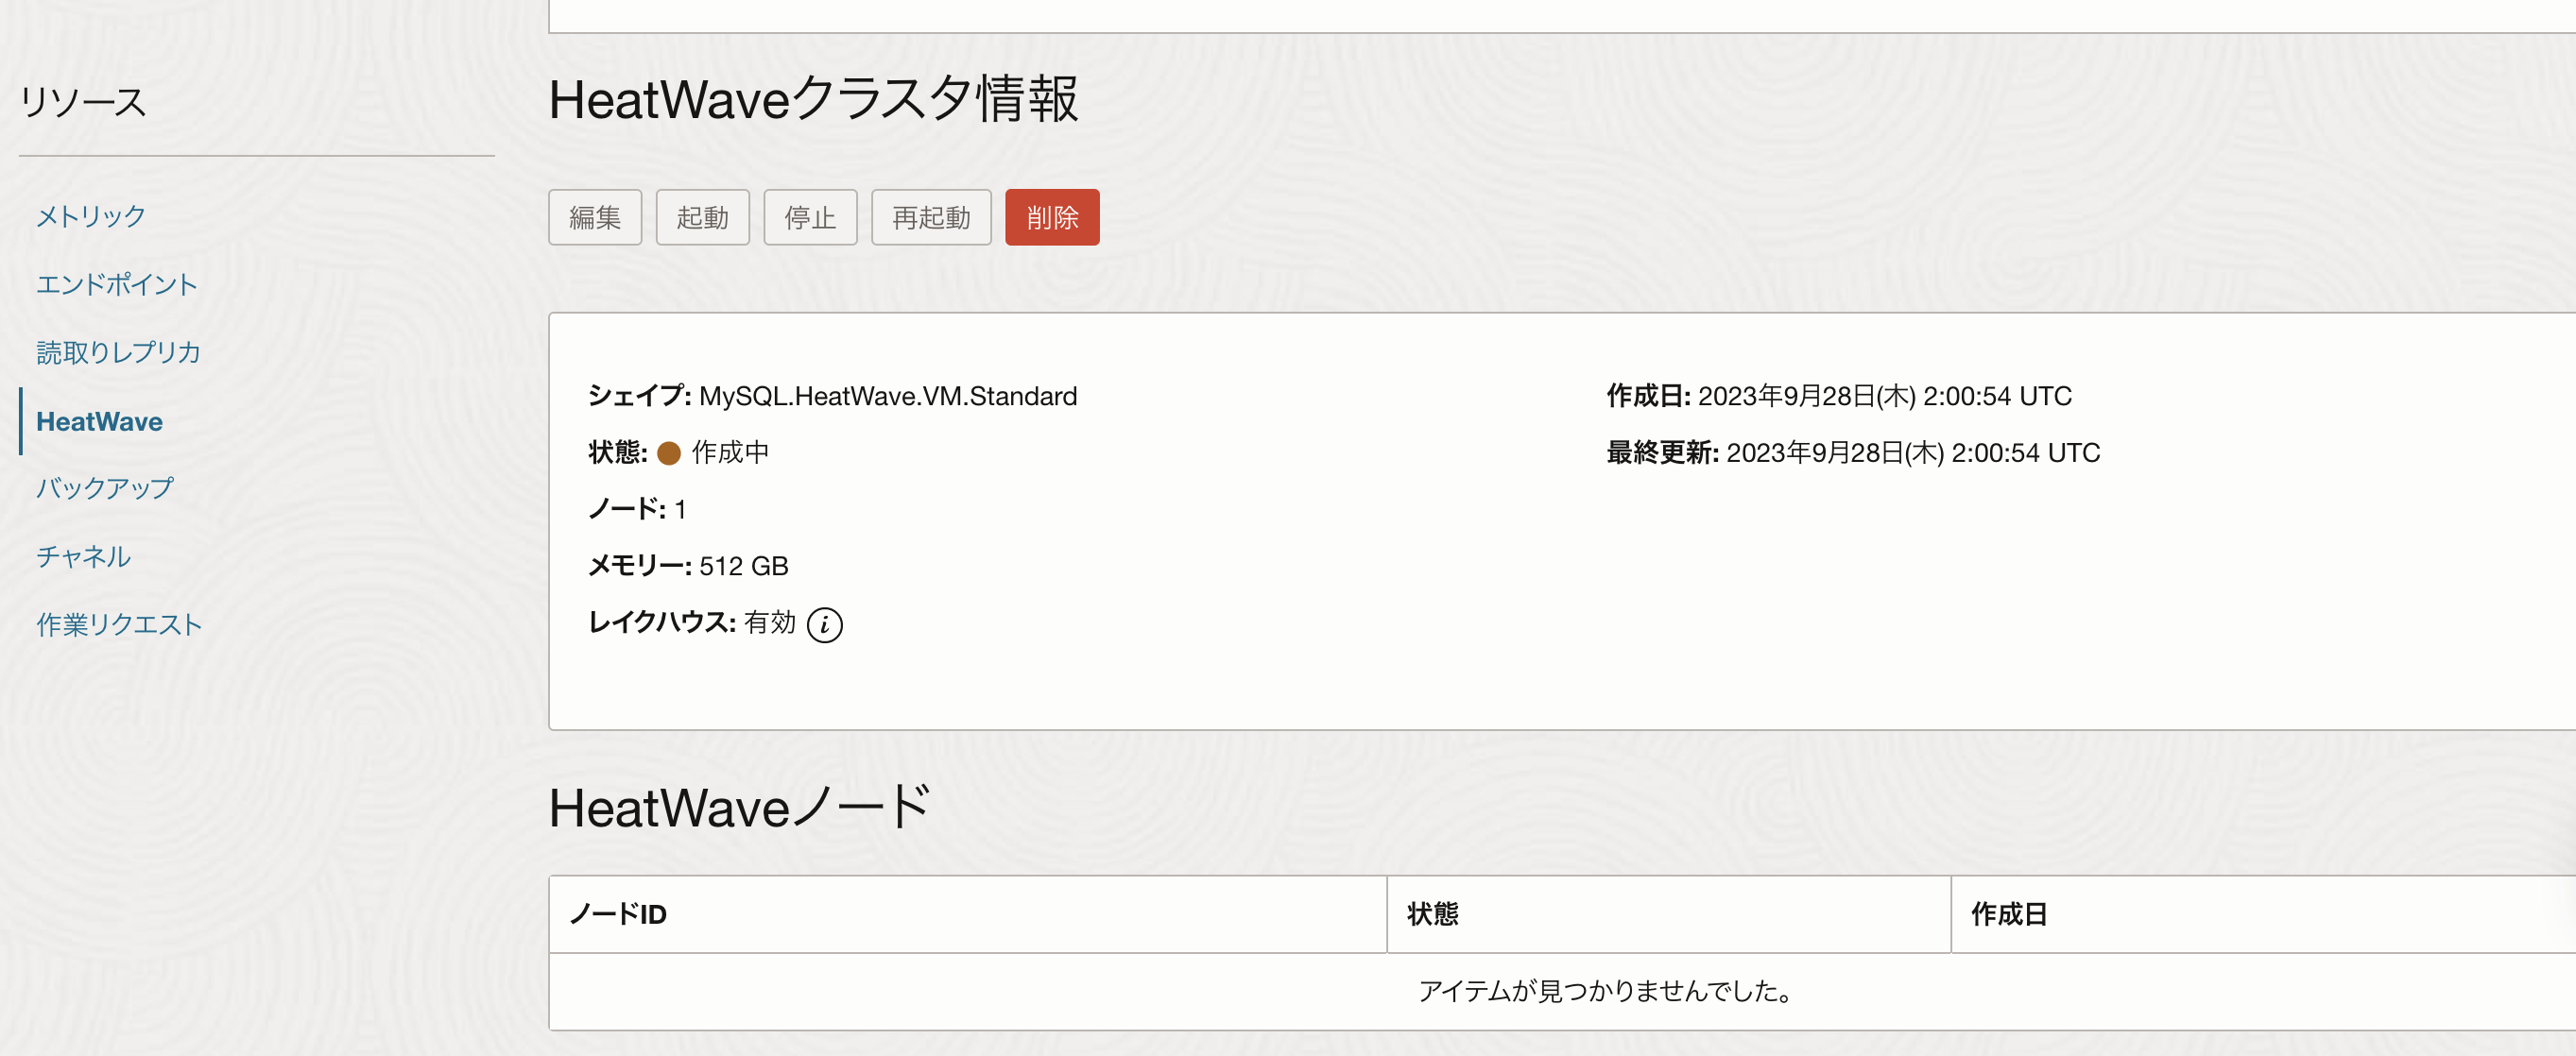 リソース
メトリック
エンドポイント
読取りレプリカ
HeatWave
バックアップ
チャネル
作業リクエスト
HeatWaveクラスタ情報
編集 起動 停止 再起動 削除
シェイプ: MySQL.HeatWave.VM.Standard
状態: 作成中
ノード: 1
メモリー: 512 GB
レイクハウス: 有効 i
作成日: 2023年9月28日(木) 2:00:54 UTC
最終更新: 2023年9月28日(木) 2:00:54 UTC
HeatWaveノード
ノードID 状態 作成日
アイテムが見つかりませんでした。